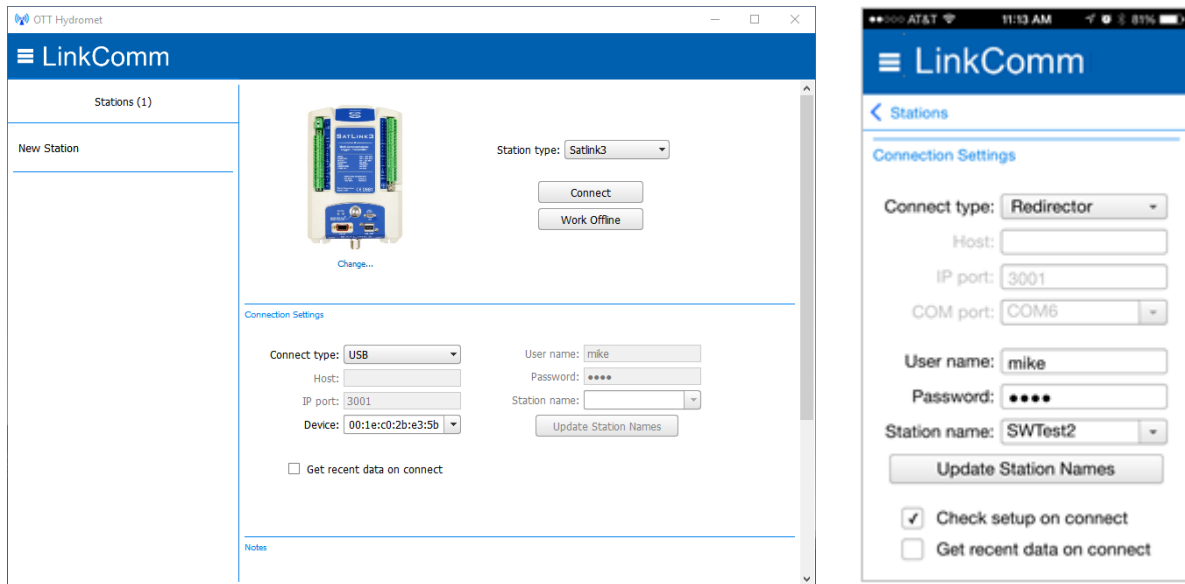 OTT Hydromet
LinkComm
Stations (1)
New Station
SATLINK3
Change...
Station type: Satlink3
Connect
Work Offline
Connection Settings
Connect type: USB
Host:
IP port: 3001
Device: 00:1e:c0:2b:e3:5b
Get recent data on connect
User name: mike
Password: ••••
Station name:
Update Station Names
Notes
AT&T 11:13 AM 81%
LinkComm
Stations
Connection Settings
Connect type: Redirector
Host:
IP port: 3001
COM port: COM6
User name: mike
Password: ••••
Station name: SWTest2
Update Station Names
Check setup on connect
Get recent data on connect